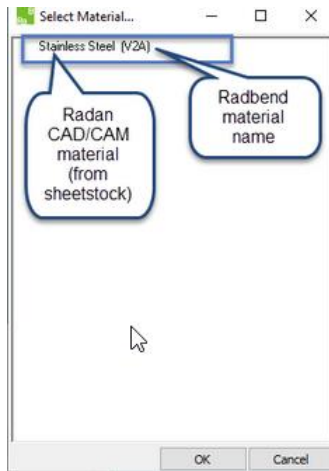 Select Material...
Stainless Steel (V2A)
Radan
CAD/CAM
material
(from
sheetstock)
Radbend
material
name
OK
Cancel